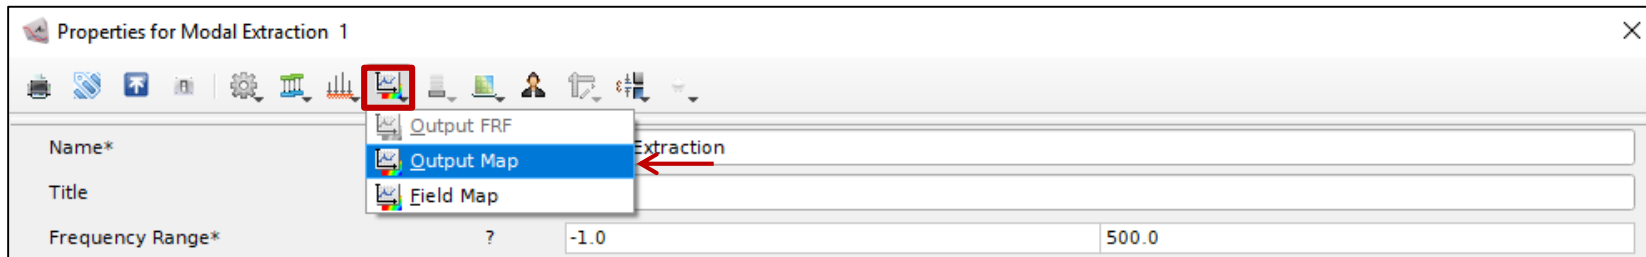 Properties for Modal Extraction 1
Output FRF
Name*
Extraction
Output Map
Title
Field Map
Frequency Range*
?
-1.0
500.0